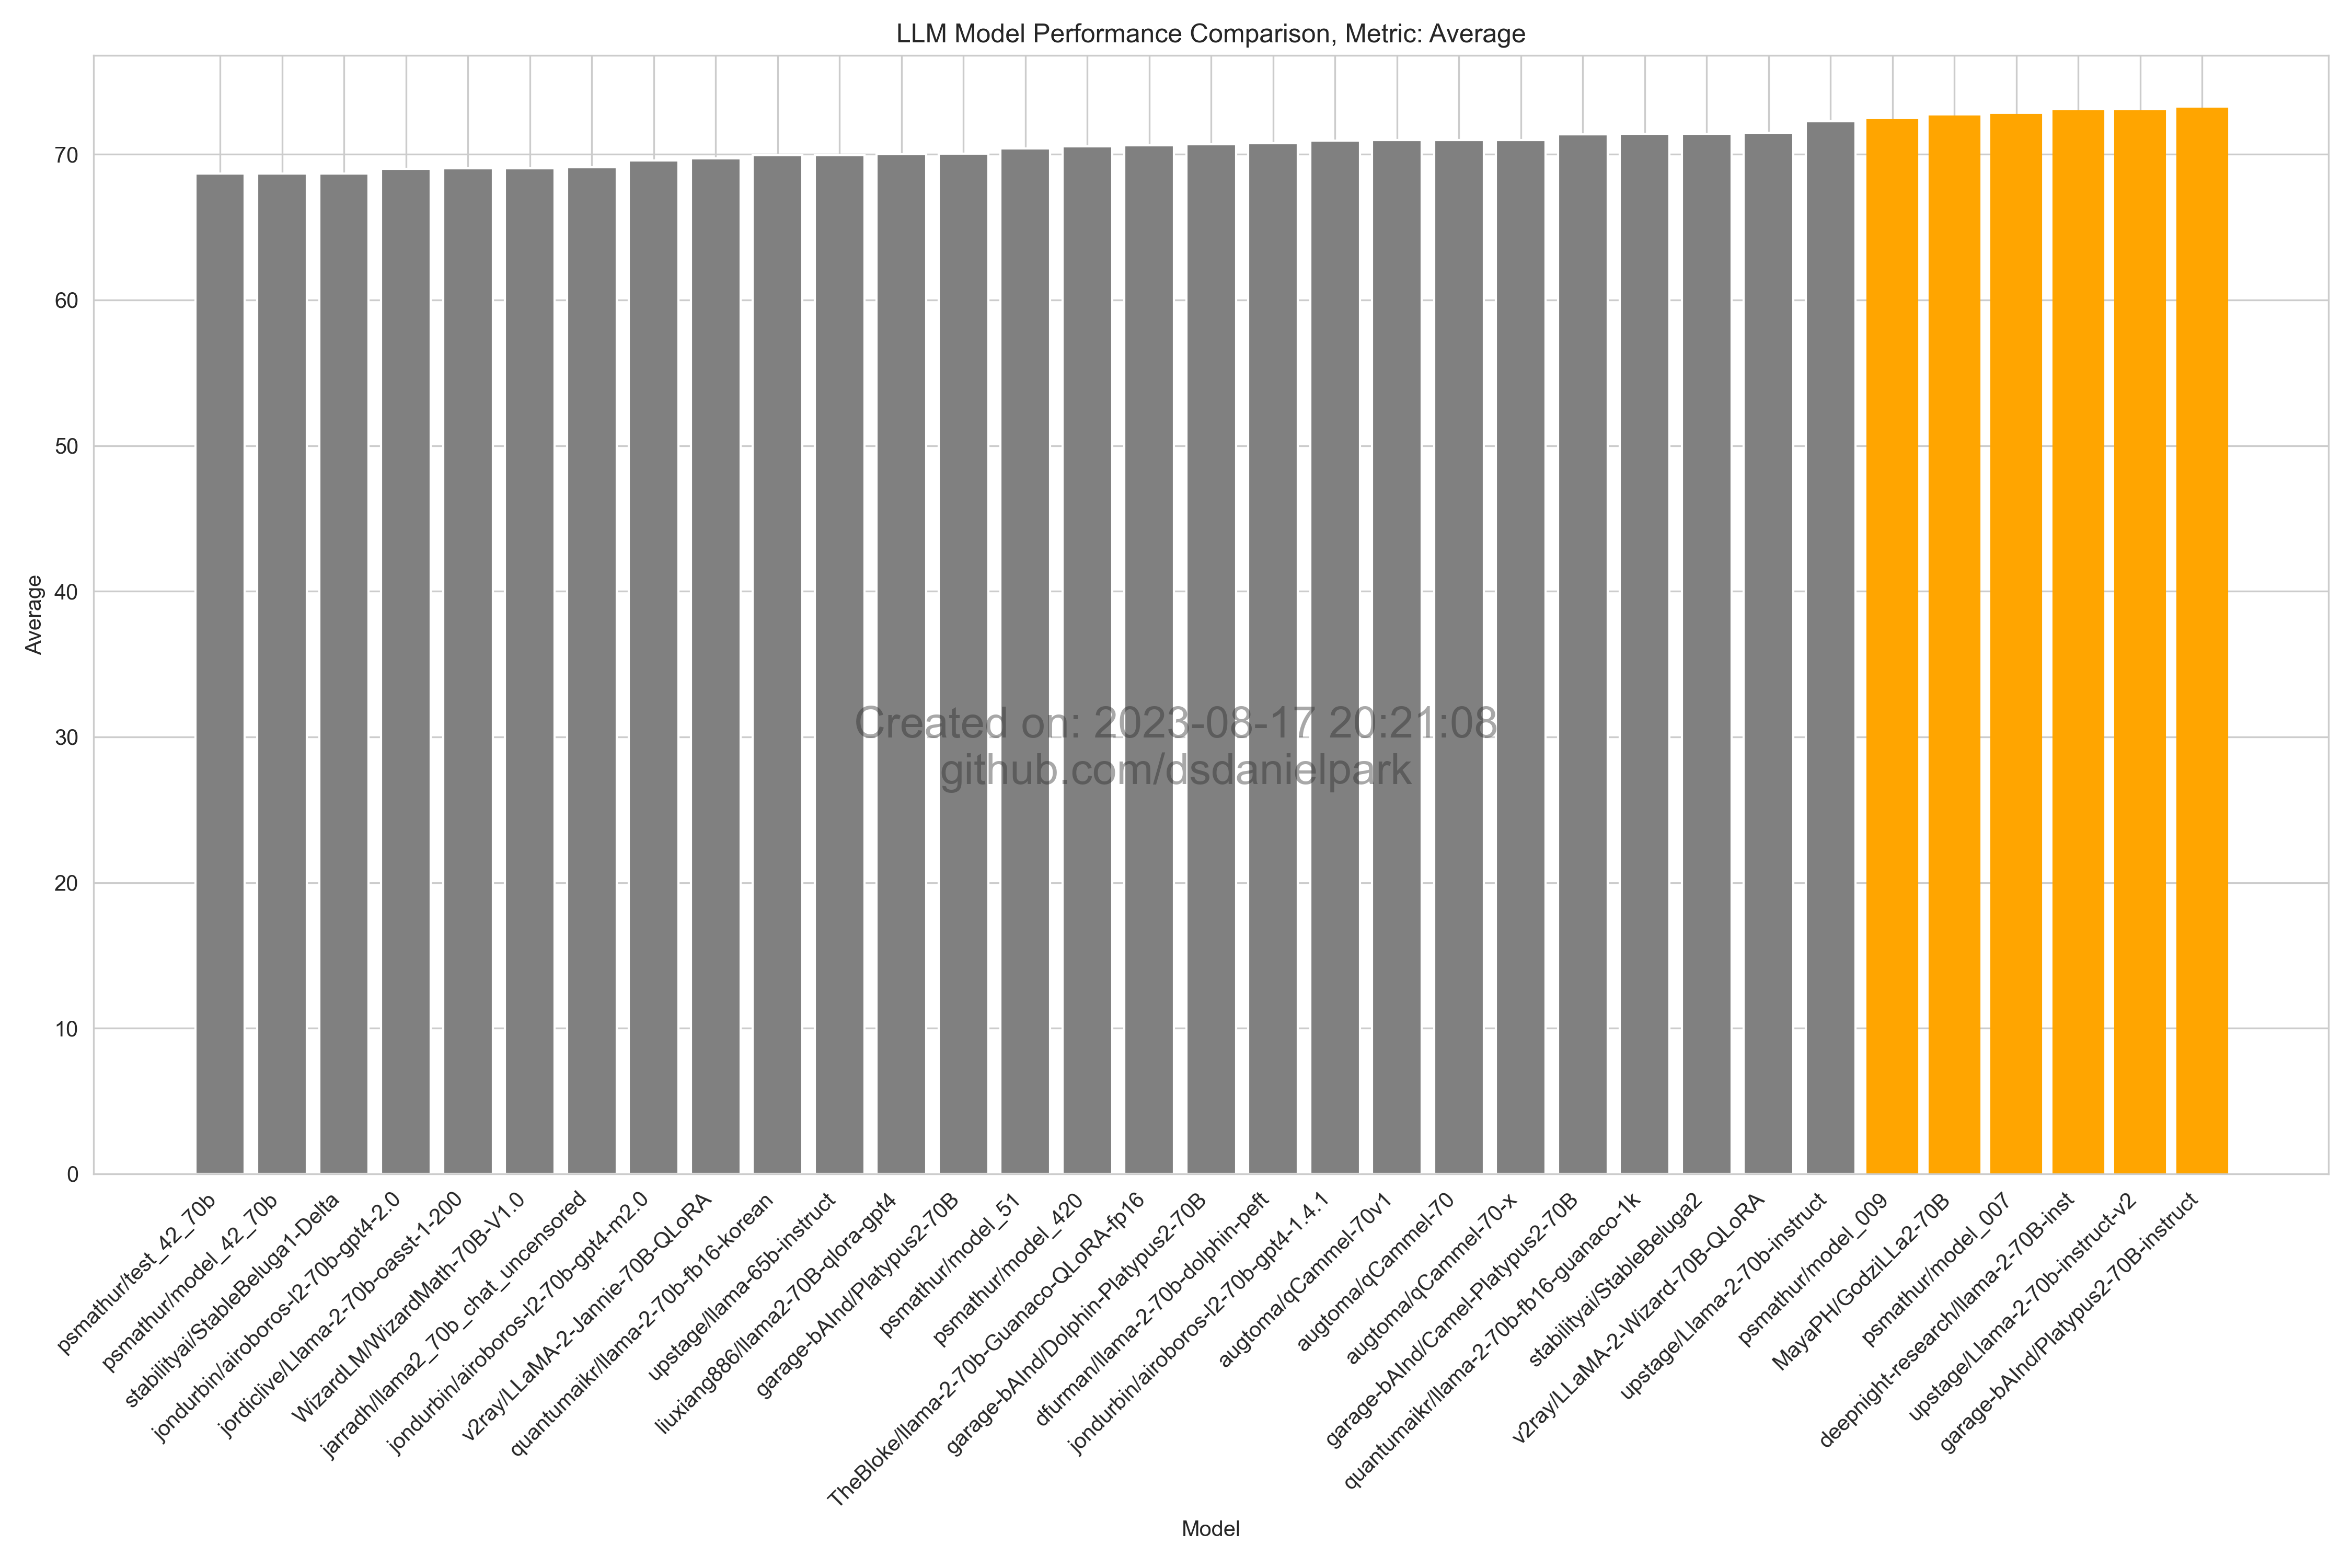 LLM Model Performance Comparison, Metric: Average
Average
70
60
50
40
30
20
10
0
Created on: 2023-08-17 20:21:08
github.com/dsdanielpark
psmathur/test_42_70b
psmathur/model_42_70b
stabilityai/StableBeluga1-Delta
jondurbin/airoboros-l2-70b-gpt4-2.0
jordiclive/Llama-2-70b-oasst-1-200
WizardLM/WizardMath-70B-V1.0
jarradh/llama2_70b_chat_uncensored
jondurbin/airoboros-l2-70b-gpt4-m2.0
v2ray/LLaMA-2-Jannie-70B-QLoRA
quantumaikr/llama-2-70b-fb16-korean
upstage/llama-65b-instruct
liuxiang886/llama2-70B-qlora-gpt4
garage-bAInd/Platypus2-70B
psmathur/model_51
psmathur/model_420
TheBloke/llama-2-70b-Guanaco-QLoRA-fp16
garage-bAInd/Dolphin-Platypus2-70B
dfurman/llama-2-70b-dolphin-peft
jondurbin/airoboros-l2-70b-gpt4-1.4.1
augtoma/qCammel-70v1
augtoma/qCammel-70
augtoma/qCammel-70-x
garage-bAInd/Camel-Platypus2-70B
quantumaikr/llama-2-70b-fb16-guanaco-1k
stabilityai/StableBeluga2
v2ray/LLaMA-2-Wizard-70B-QLoRA
upstage/Llama-2-70b-instruct
psmathur/model_009
MayaPH/GodziLLa2-70B
psmathur/model_007
deepnight-research/llama-2-70B-inst
upstage/Llama-2-70b-instruct-v2
garage-bAInd/Platypus2-70B-instruct
Model